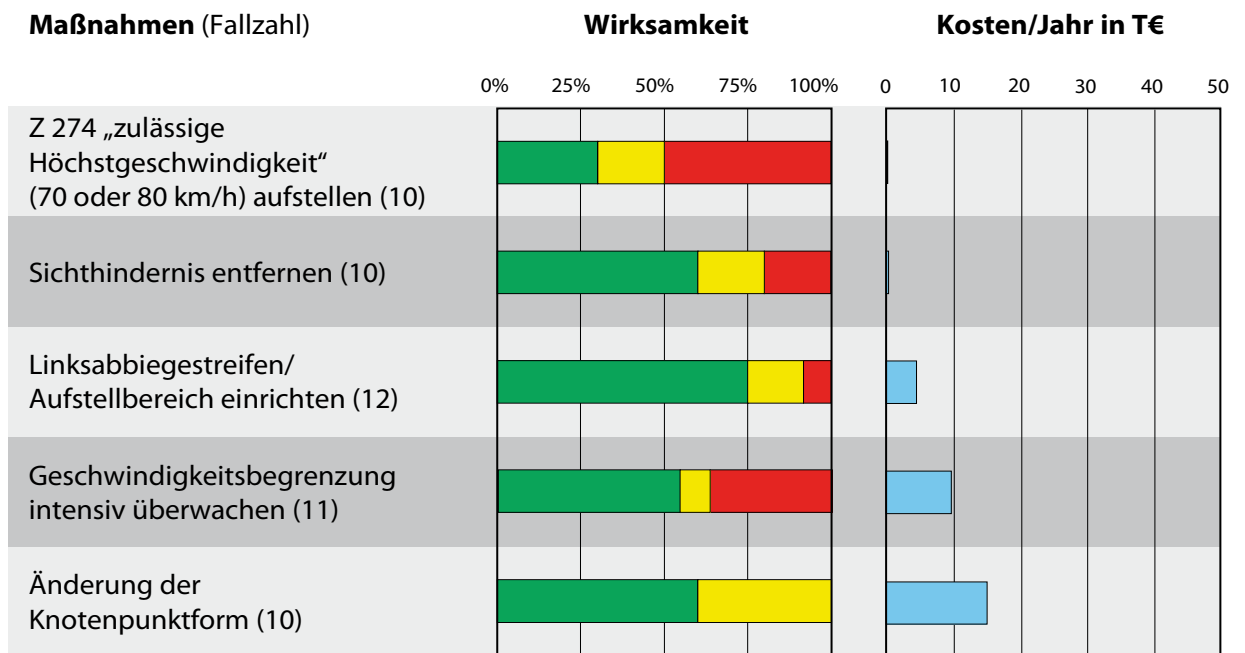 Maßnahmen (Fallzahl)
Wirksamkeit
Kosten/Jahr in T€
0% 25% 50% 75% 100%
0 10 20 30 40 50
Z 274 „zulässige
Höchstgeschwindigkeit“
(70 oder 80 km/h) aufstellen (10)
Sichthindernis entfernen (10)
Linksabbiegestreifen/
Aufstellbereich einrichten (12)
Geschwindigkeitsbegrenzung
intensiv überwachen (11)
Änderung der
Knotenpunktform (10)